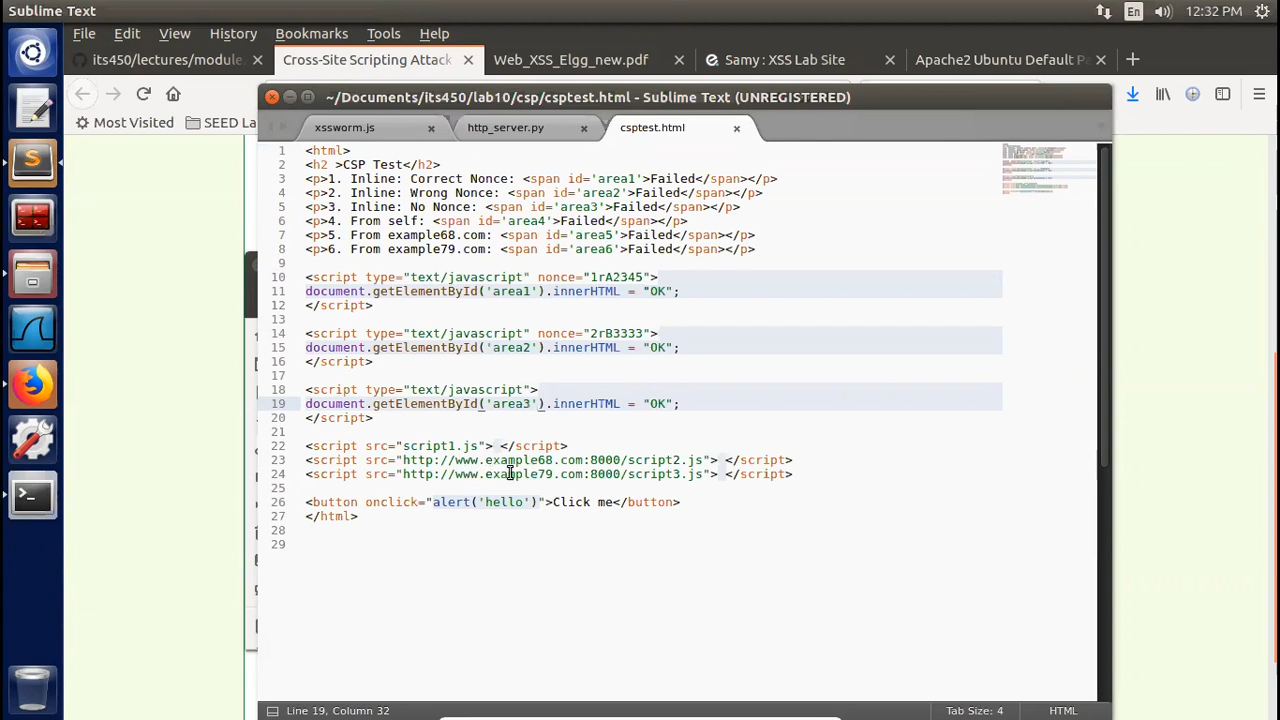 Sublime Text
En
12:32 PM
File Edit View History Bookmarks Tools Help
its450/lectures/module
Cross-Site Scripting Attack
Web_XSS_Elgg_new.pdf
Samy : XSS Lab Site
Apache2 Ubuntu Default Pa
Most Visited
SEED La
~/Documents/its450/lab10/csp/csptest.html - Sublime Text (UNREGISTERED)
xssworm.js
http_server.py
csptest.html
1 <html>
2 <h2 >CSP Test</h2>
3 <p>1. Inline: Correct Nonce: <span id='area1'>Failed</span></p>
4 <p>2. Inline: Wrong Nonce: <span id='area2'>Failed</span></p>
5 <p>3. Inline: No Nonce: <span id='area3'>Failed</span></p>
6 <p>4. From self: <span id='area4'>Failed</span></p>
7 <p>5. From example68.com: <span id='area5'>Failed</span></p>
8 <p>6. From example79.com: <span id='area6'>Failed</span></p>
9
10 <script type="text/javascript" nonce="1rA2345">
11 document.getElementById('area1').innerHTML = "OK";
12 </script>
13
14 <script type="text/javascript" nonce="2rB3333">
15 document.getElementById('area2').innerHTML = "OK";
16 </script>
17
18 <script type="text/javascript">
19 document.getElementById('area3').innerHTML = "OK";
20 </script>
21
22 <script src="script1.js"> </script>
23 <script src="http://www.example68.com:8000/script2.js"> </script>
24 <script src="http://www.example79.com:8000/script3.js"> </script>
25
26 <button onclick="alert('hello')">Click me</button>
27 </html>
28
29
Line 19, Column 32
Tab Size: 4
HTML